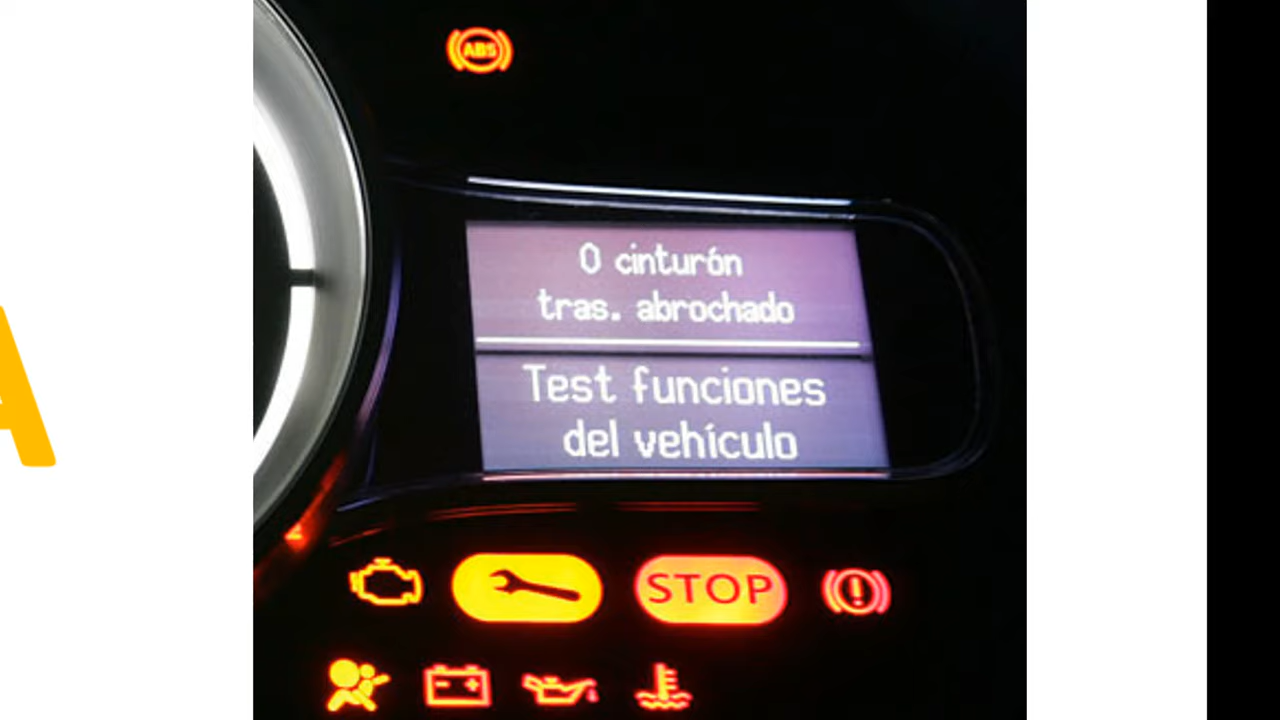 A
ABS
0 cinturón
tras. abrochado
Test funciones
del vehículo
STOP